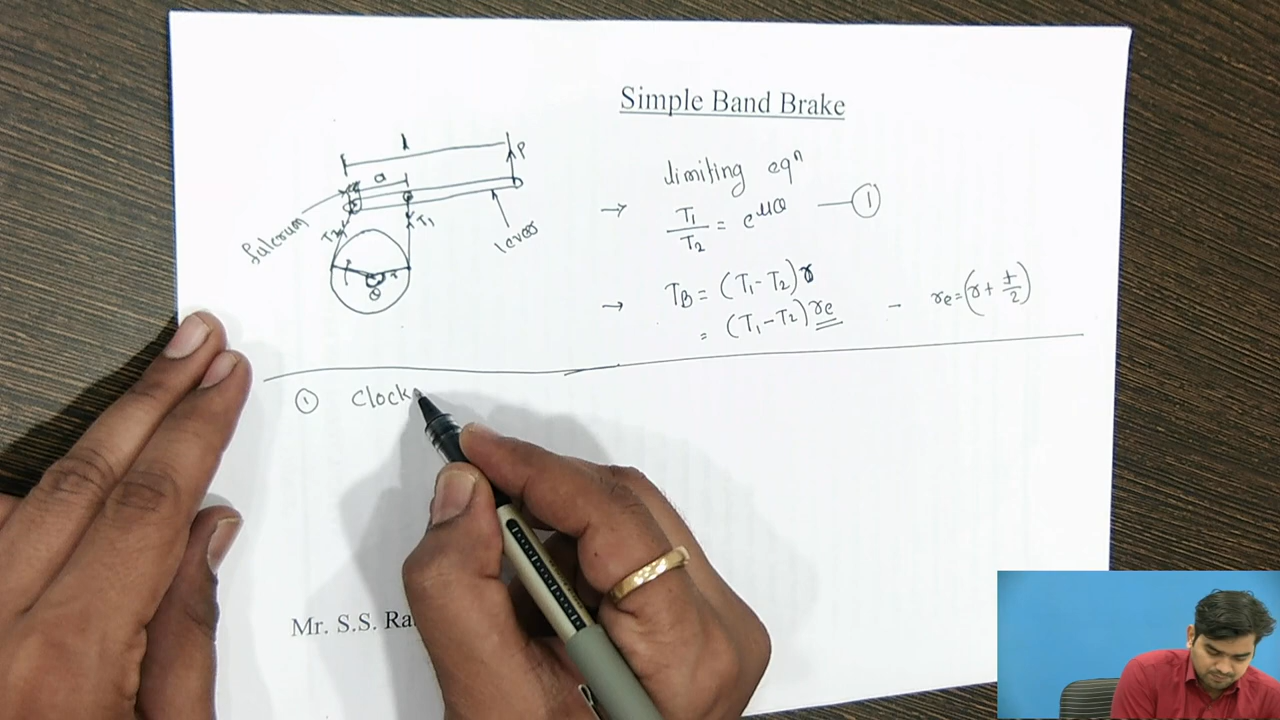 Simple Band Brake
l
P
a
fulcrum
T2
T1
lever
r
θ
→ limiting eqⁿ
T1/T2 = e^μθ — ①
→ TB = (T1 - T2) r
= (T1 - T2) re - re = (r + t/2)
① Clock
Mr. S.S. Ra